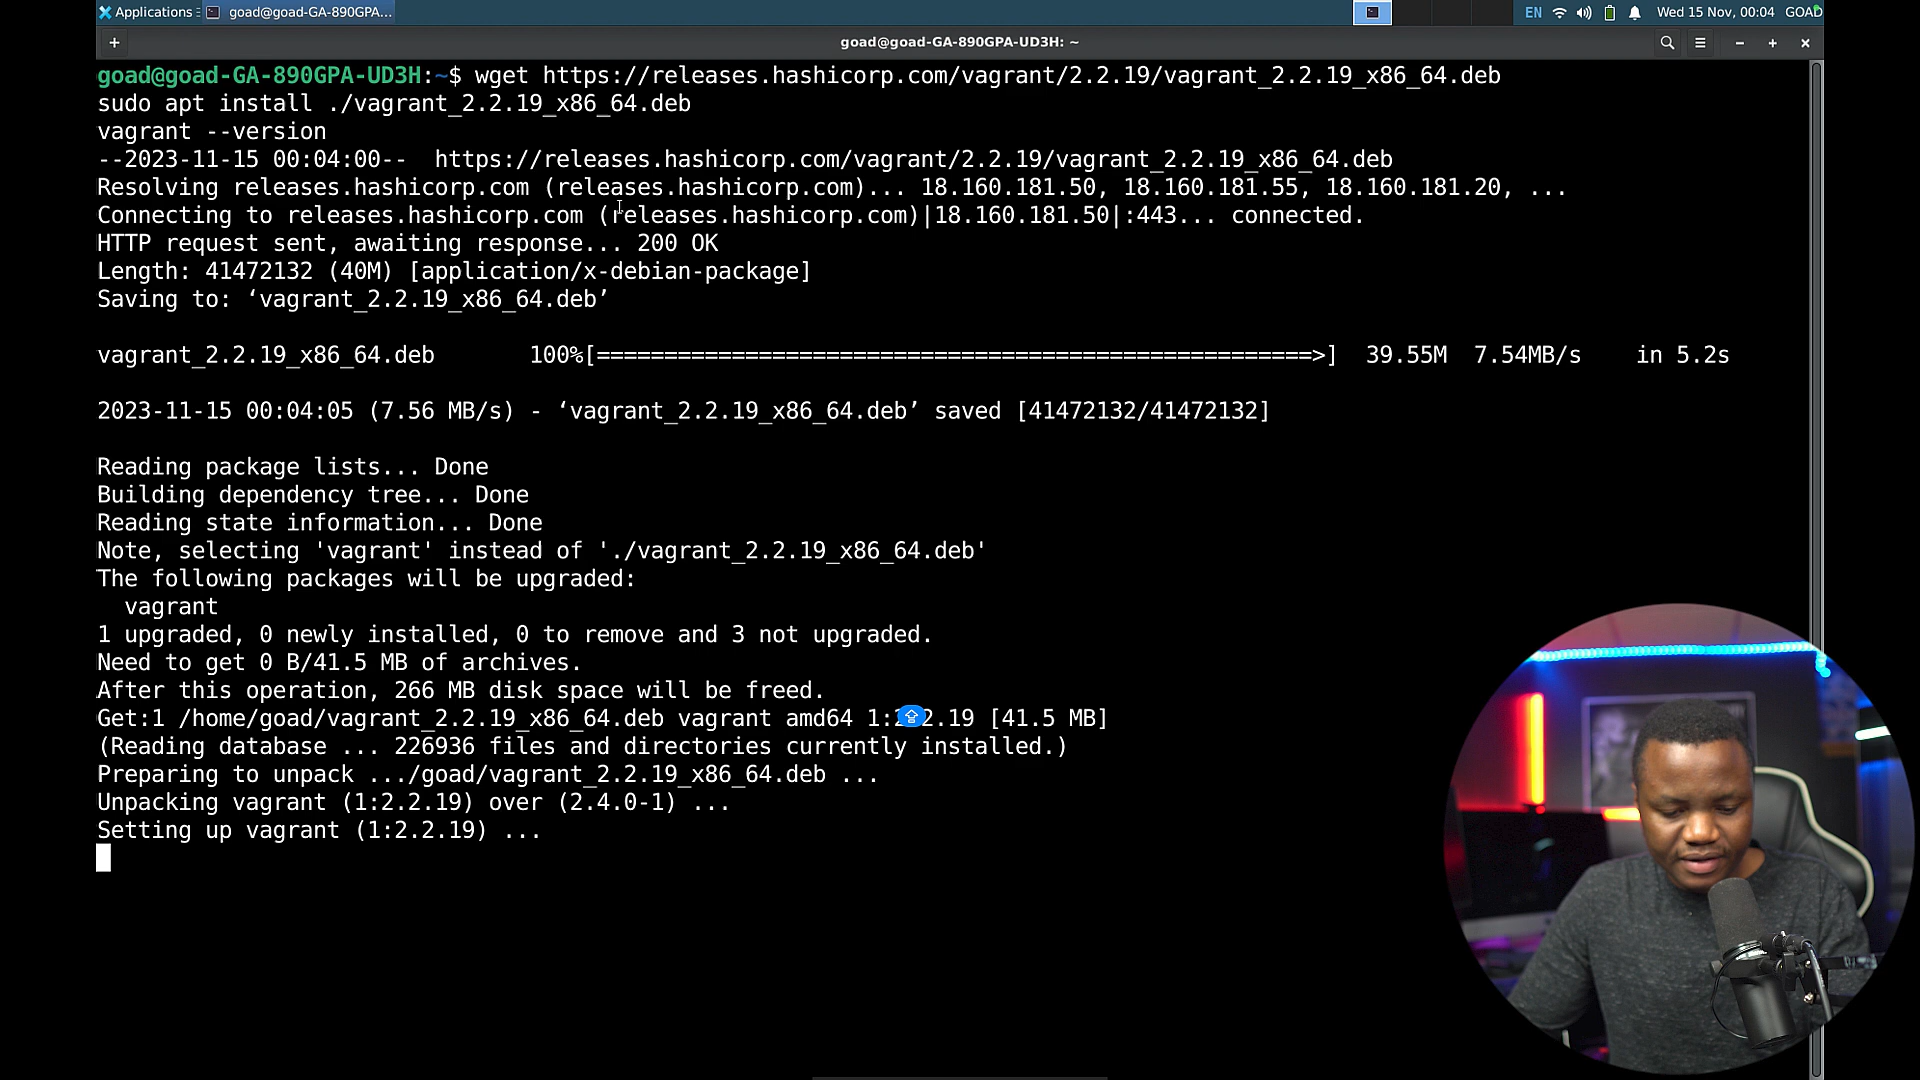 Applications
goad@goad-GA-890GPA...
EN
Wed 15 Nov, 00:04
GOAD
goad@goad-GA-890GPA-UD3H: ~
goad@goad-GA-890GPA-UD3H:~$ wget https://releases.hashicorp.com/vagrant/2.2.19/vagrant_2.2.19_x86_64.deb
sudo apt install ./vagrant_2.2.19_x86_64.deb
vagrant --version
--2023-11-15 00:04:00--  https://releases.hashicorp.com/vagrant/2.2.19/vagrant_2.2.19_x86_64.deb
Resolving releases.hashicorp.com (releases.hashicorp.com)... 18.160.181.50, 18.160.181.55, 18.160.181.20, ...
Connecting to releases.hashicorp.com (releases.hashicorp.com)|18.160.181.50|:443... connected.
HTTP request sent, awaiting response... 200 OK
Length: 41472132 (40M) [application/x-debian-package]
Saving to: ‘vagrant_2.2.19_x86_64.deb’
vagrant_2.2.19_x86_64.deb       100%[=====================================================>]  39.55M  7.54MB/s    in 5.2s
2023-11-15 00:04:05 (7.56 MB/s) - ‘vagrant_2.2.19_x86_64.deb’ saved [41472132/41472132]
Reading package lists... Done
Building dependency tree... Done
Reading state information... Done
Note, selecting 'vagrant' instead of './vagrant_2.2.19_x86_64.deb'
The following packages will be upgraded:
  vagrant
1 upgraded, 0 newly installed, 0 to remove and 3 not upgraded.
Need to get 0 B/41.5 MB of archives.
After this operation, 266 MB disk space will be freed.
Get:1 /home/goad/vagrant_2.2.19_x86_64.deb vagrant amd64 1:2.2.19 [41.5 MB]
(Reading database ... 226936 files and directories currently installed.)
Preparing to unpack .../goad/vagrant_2.2.19_x86_64.deb ...
Unpacking vagrant (1:2.2.19) over (2.4.0-1) ...
Setting up vagrant (1:2.2.19) ...